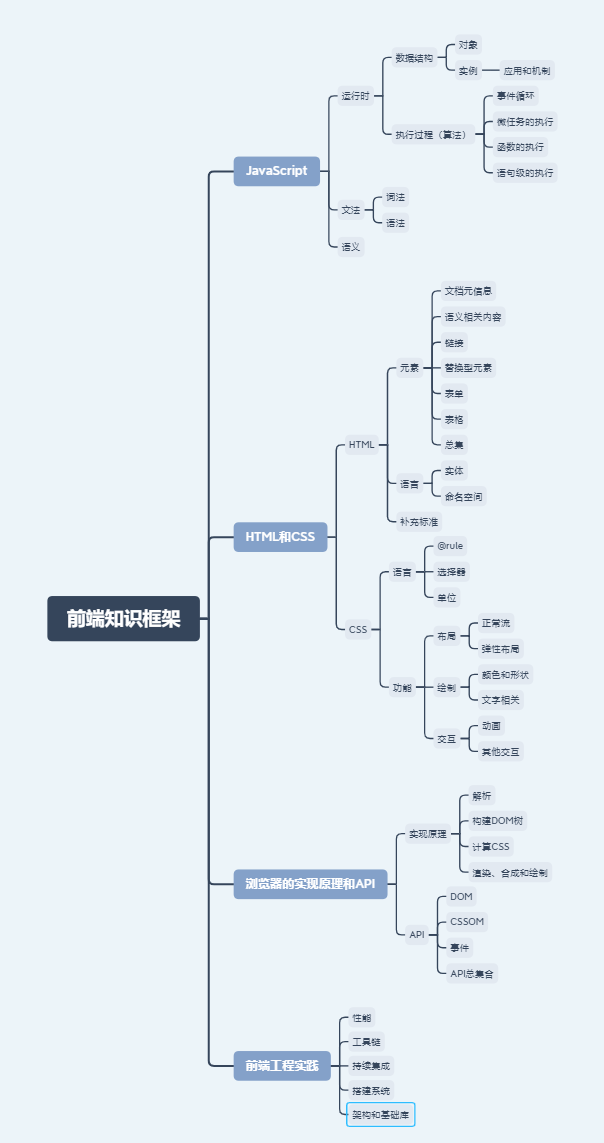 前端知识框架
JavaScript
运行时
数据结构
对象
实例
应用和机制
执行过程（算法）
事件循环
微任务的执行
函数的执行
语句级的执行
文法
词法
语法
语义
HTML和CSS
HTML
元素
文档元信息
语义相关内容
链接
替换型元素
表单
表格
总集
语言
实体
命名空间
补充标准
CSS
语言
@rule
选择器
单位
功能
布局
正常流
弹性布局
绘制
颜色和形状
文字相关
交互
动画
其他交互
浏览器的实现原理和API
实现原理
解析
构建DOM树
计算CSS
渲染、合成和绘制
API
DOM
CSSOM
事件
API总集合
前端工程实践
性能
工具链
持续集成
搭建系统
架构和基础库